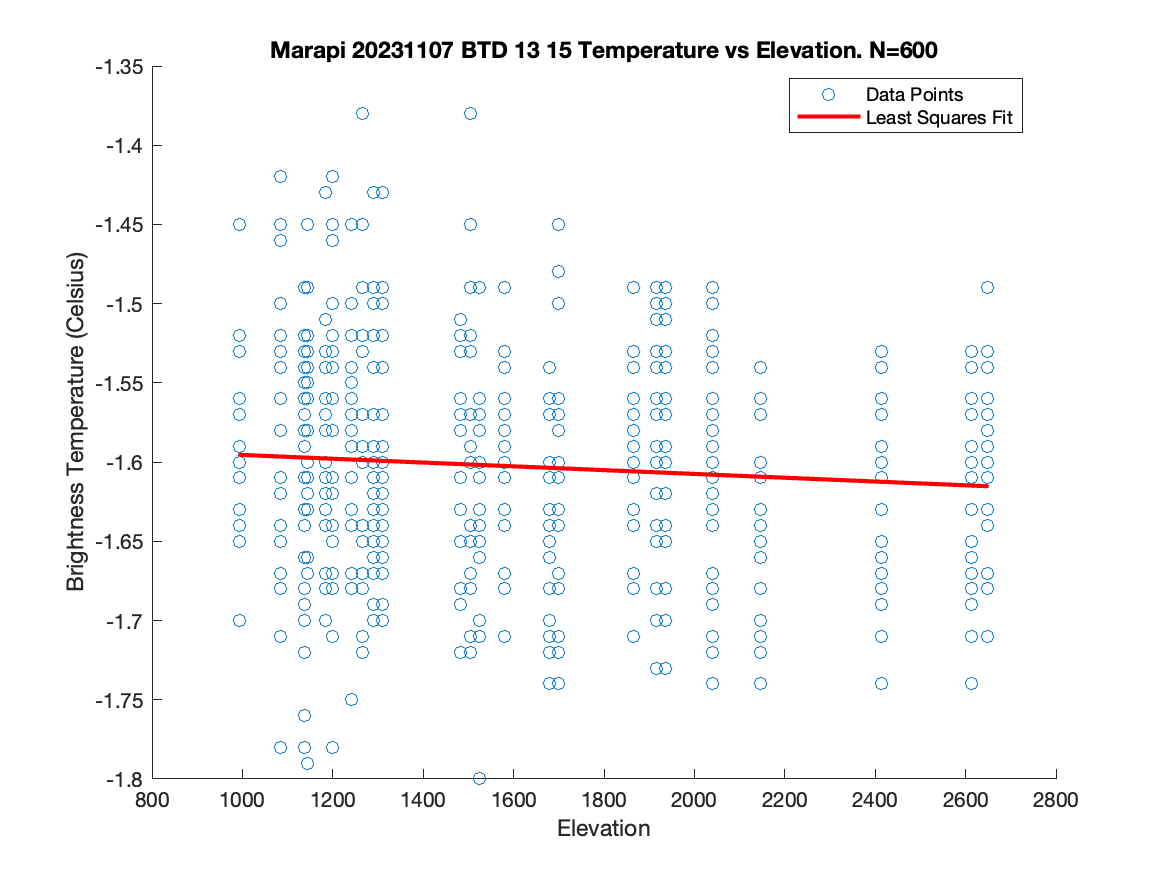 Marapi 20231107 BTD 13 15 Temperature vs Elevation. N=600
Data Points
Least Squares Fit
-1.35
-1.4
-1.45
-1.5
-1.55
-1.6
-1.65
-1.7
-1.75
-1.8
Brightness Temperature (Celsius)
800 1000 1200 1400 1600 1800 2000 2200 2400 2600 2800
Elevation